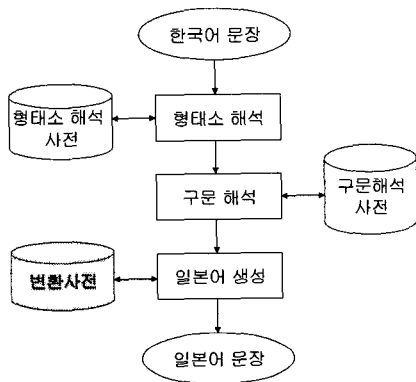 한국어 문장
형태소 해석
사전
형태소 해석
구문 해석
구문해석
사전
변환사전
일본어 생성
일본어 문장